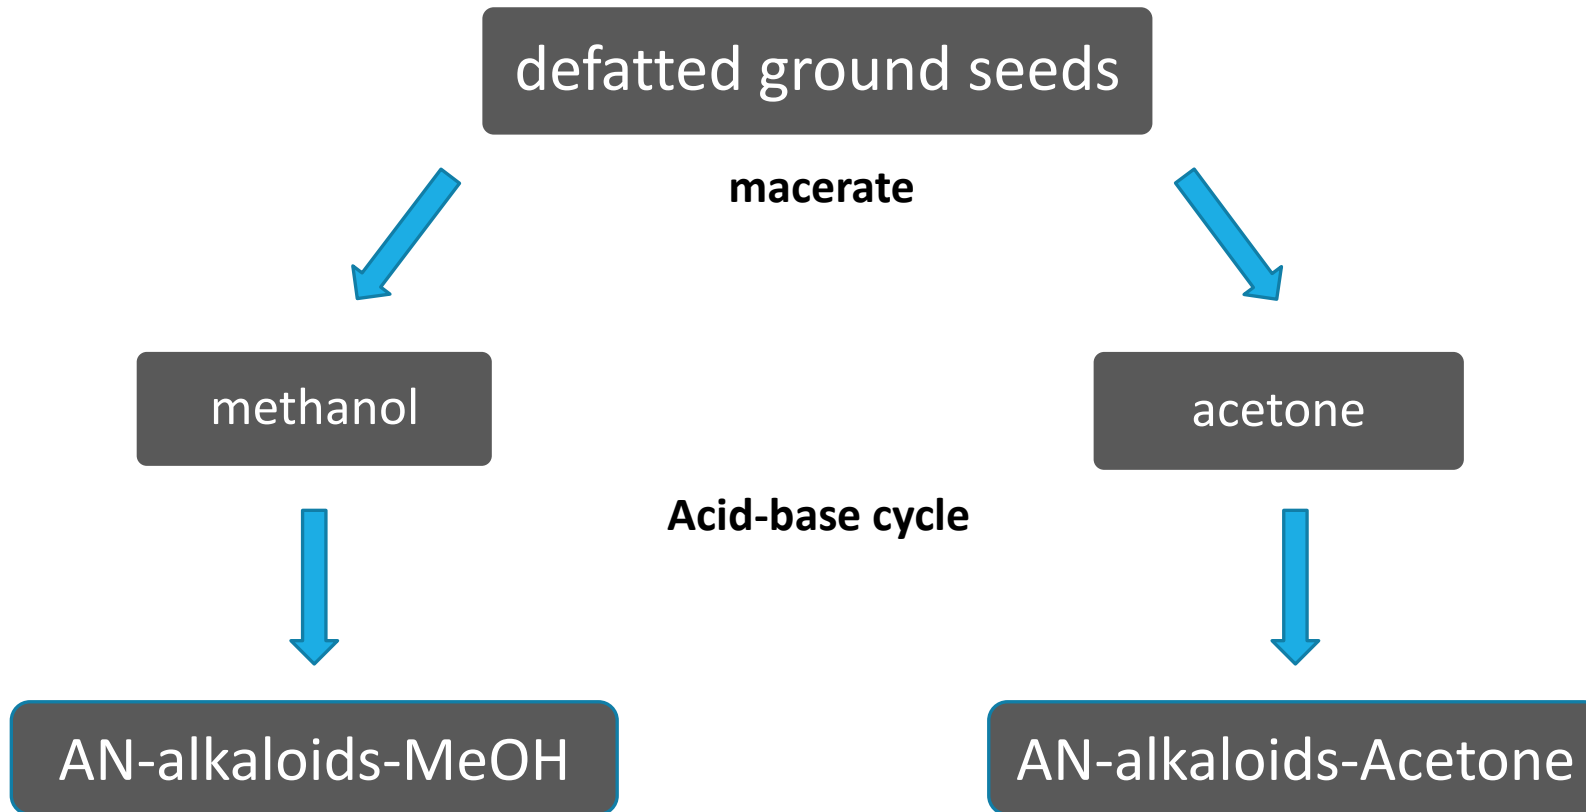 defatted ground seeds
macerate
methanol
acetone
Acid-base cycle
AN-alkaloids-MeOH
AN-alkaloids-Acetone